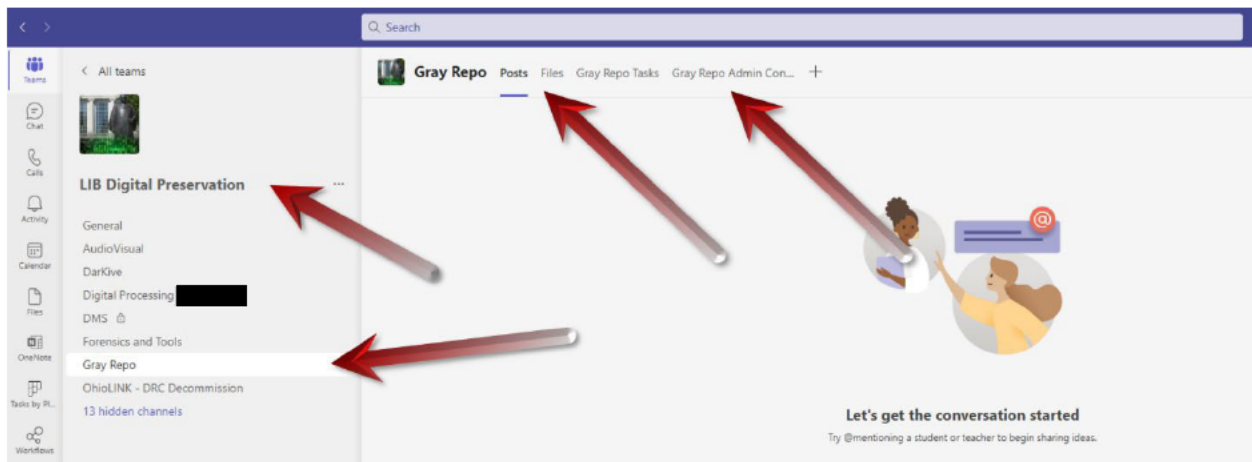 Search
Teams
Chat
Calls
Activity
Calendar
Files
OneNote
Tasks by Pl...
Workflows
All teams
LIB Digital Preservation ...
General
AudioVisual
DarKive
Digital Processing
DMS
Forensics and Tools
Gray Repo
OhioLINK - DRC Decommission
13 hidden channels
Gray Repo Posts Files Gray Repo Tasks Gray Repo Admin Con... +
@
Let's get the conversation started
Try @mentioning a student or teacher to begin sharing ideas.